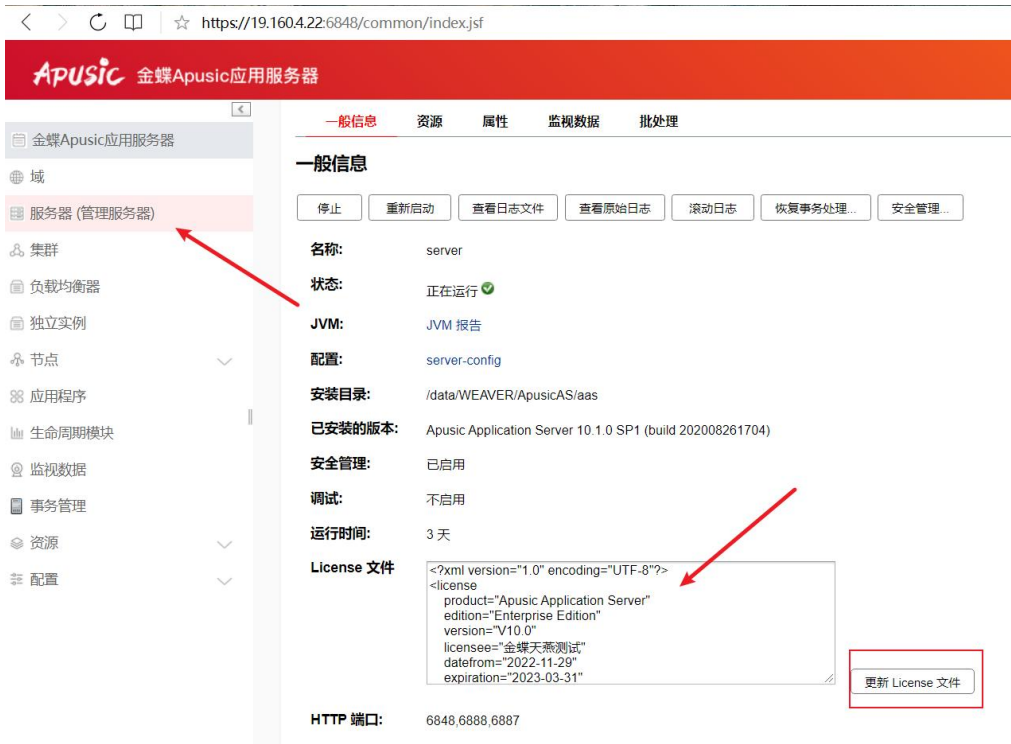 https://19.160.4.22:6848/common/index.jsf
APUSIC 金蝶Apusic应用服务器
金蝶Apusic应用服务器
域
服务器 (管理服务器)
集群
负载均衡器
独立实例
节点
应用程序
生命周期模块
监视数据
事务管理
资源
配置
一般信息 资源 属性 监视数据 批处理
一般信息
停止 重新启动 查看日志文件 查看原始日志 滚动日志 恢复事务处理... 安全管理...
名称: server
状态: 正在运行
JVM: JVM 报告
配置: server-config
安装目录: /data/WEAVER/ApusicAS/aas
已安装的版本: Apusic Application Server 10.1.0 SP1 (build 202008261704)
安全管理: 已启用
调试: 不启用
运行时间: 3 天
License 文件
<?xml version="1.0" encoding="UTF-8"?>
<license
product="Apusic Application Server"
edition="Enterprise Edition"
version="V10.0"
licensee="金蝶天燕测试"
datefrom="2022-11-29"
expiration="2023-03-31"
更新 License 文件
HTTP 端口: 6848,6888,6887